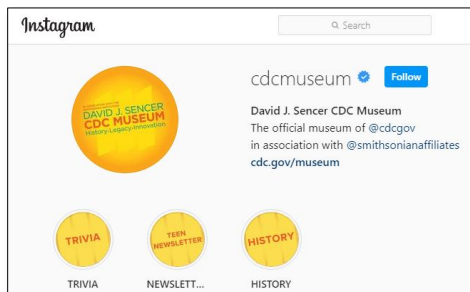 Instagram
Search
cdcmuseum
Follow
DAVID J. SENCER
CDC MUSEUM
History-Legacy-Innovation
David J. Sencer CDC Museum
The official museum of @cdcgov
in association with @smithsonianaffiliates
cdc.gov/museum
TRIVIA
TEEN
NEWSLETTER
HISTORY
TRIVIA
NEWSLETT...
HISTORY